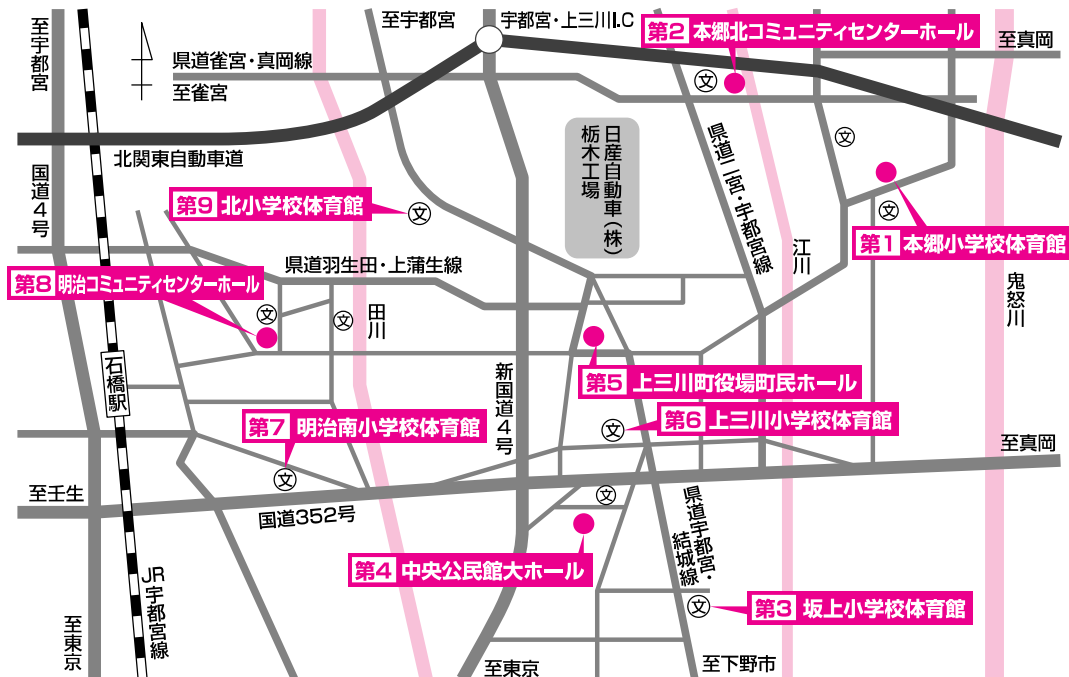 至宇都宮
至宇都宮
宇都宮・上三川I.C
第2 本郷北コミュニティセンターホール
至真岡
県道雀宮・真岡線
至雀宮
文
文
北関東自動車道
国道4号
日産自動車(株)
栃木工場
県道二宮・宇都宮線
第9 北小学校体育館
文
文
第1 本郷小学校体育館
江川
県道羽生田・上蒲生線
第8 明治コミュニティセンターホール
鬼怒川
文
文
田川
石橋駅
新国道4号
第5 上三川町役場町民ホール
第7 明治南小学校体育館
文
第6 上三川小学校体育館
至真岡
文
至壬生
国道352号
文
県道宇都宮・
結城線
第4 中央公民館大ホール
JR宇都宮線
文
第3 坂上小学校体育館
至東京
至東京
至下野市